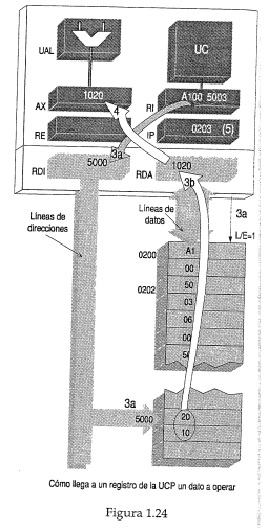 UAL
UC
1020
A100 5003
AX
4
RI
RE
IP
0203 (5)
3a
5000
1020
RDI
RDA
3b
3a
Líneas de direcciones
Líneas de datos
L/E=1
0200
A1
00
0202
50
03
06
00
50
3a
5000
20
10
Cómo llega a un registro de la UCP un dato a operar
Figura 1.24